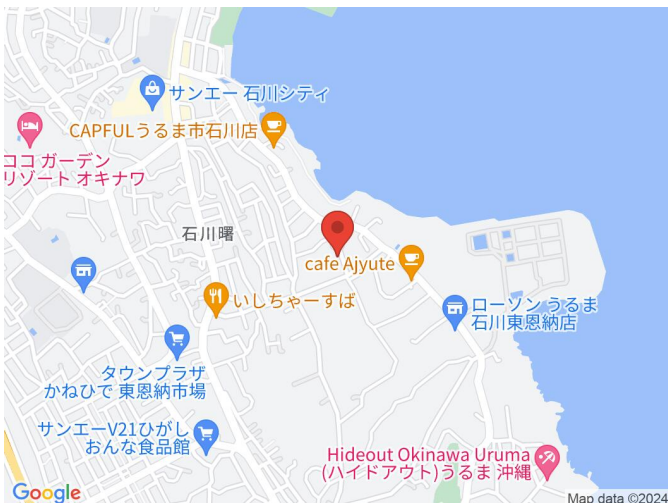 サンエー 石川シティ
CAPFULうるま市石川店
ココ ガーデン
リゾート オキナワ
石川曙
cafe Ajyute
いしちゃーすば
ローソン うるま
石川東恩納店
タウンプラザ
かねひで 東恩納市場
サンエーV21ひがし
おんな食品館
Hideout Okinawa Uruma
(ハイドアウト)うるま 沖縄
Google
Map data ©2024